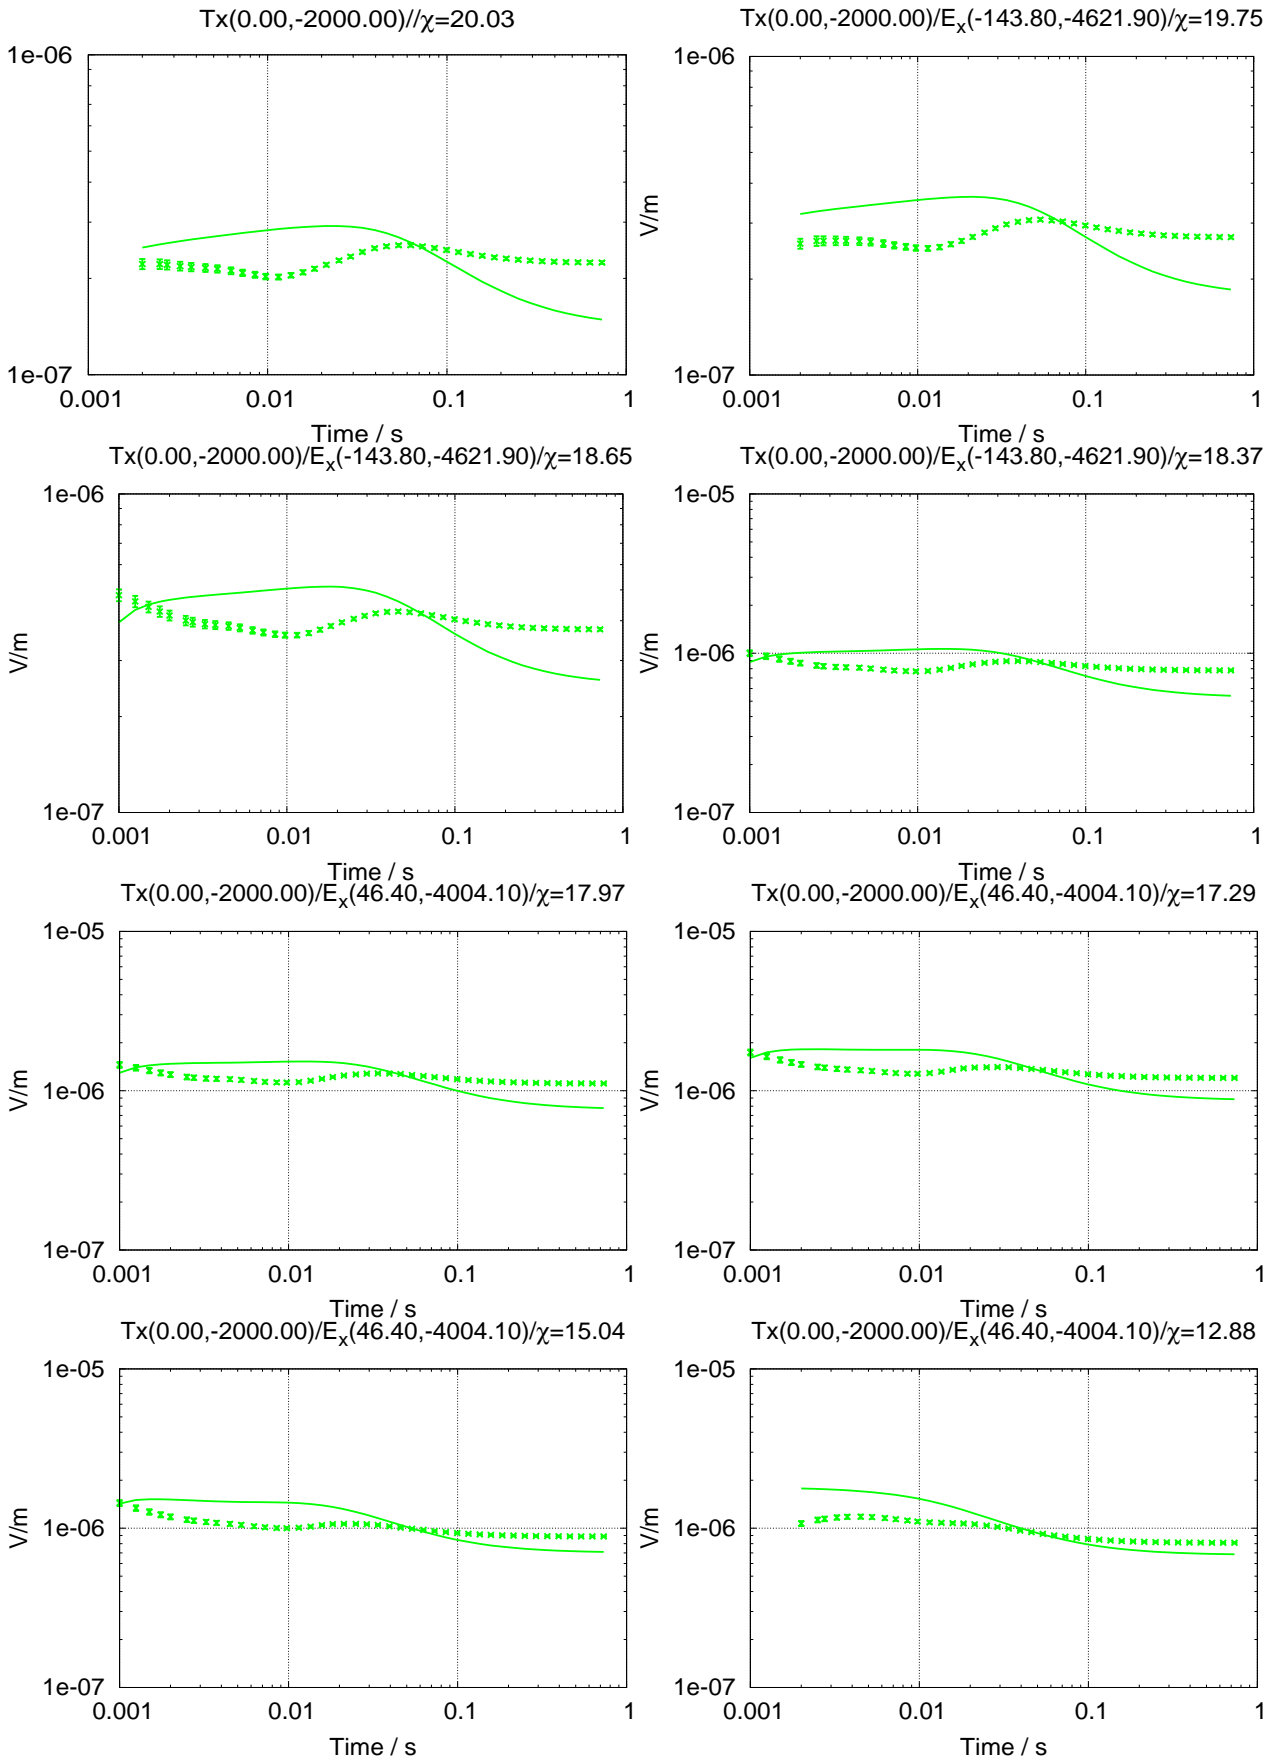 Tx(0.00,-2000.00)//χ=20.03
1e-06
1e-07
0.001 0.01 0.1 1
Time / s
Tx(0.00,-2000.00)/Ex(-143.80,-4621.90)/χ=19.75
1e-06
V/m
1e-07
0.001 0.01 0.1 1
Tx(0.00,-2000.00)/Ex(-143.80,-4621.90)/χ=18.65
1e-06
V/m
1e-07
0.001 0.01 0.1 1
Time / s
Tx(0.00,-2000.00)/Ex(-143.80,-4621.90)/χ=18.37
1e-05
1e-06
1e-07
0.001 0.01 0.1 1
Tx(0.00,-2000.00)/Ex(46.40,-4004.10)/χ=17.97
1e-05
V/m
1e-06
1e-07
0.001 0.01 0.1 1
Time / s
Tx(0.00,-2000.00)/Ex(46.40,-4004.10)/χ=17.29
1e-05
V/m
1e-06
1e-07
0.001 0.01 0.1 1
Time / s
Tx(0.00,-2000.00)/Ex(46.40,-4004.10)/χ=15.04
1e-05
V/m
1e-06
1e-07
0.001 0.01 0.1 1
Time / s
Tx(0.00,-2000.00)/Ex(46.40,-4004.10)/χ=12.88
1e-05
V/m
1e-06
1e-07
0.001 0.01 0.1 1
Time / s